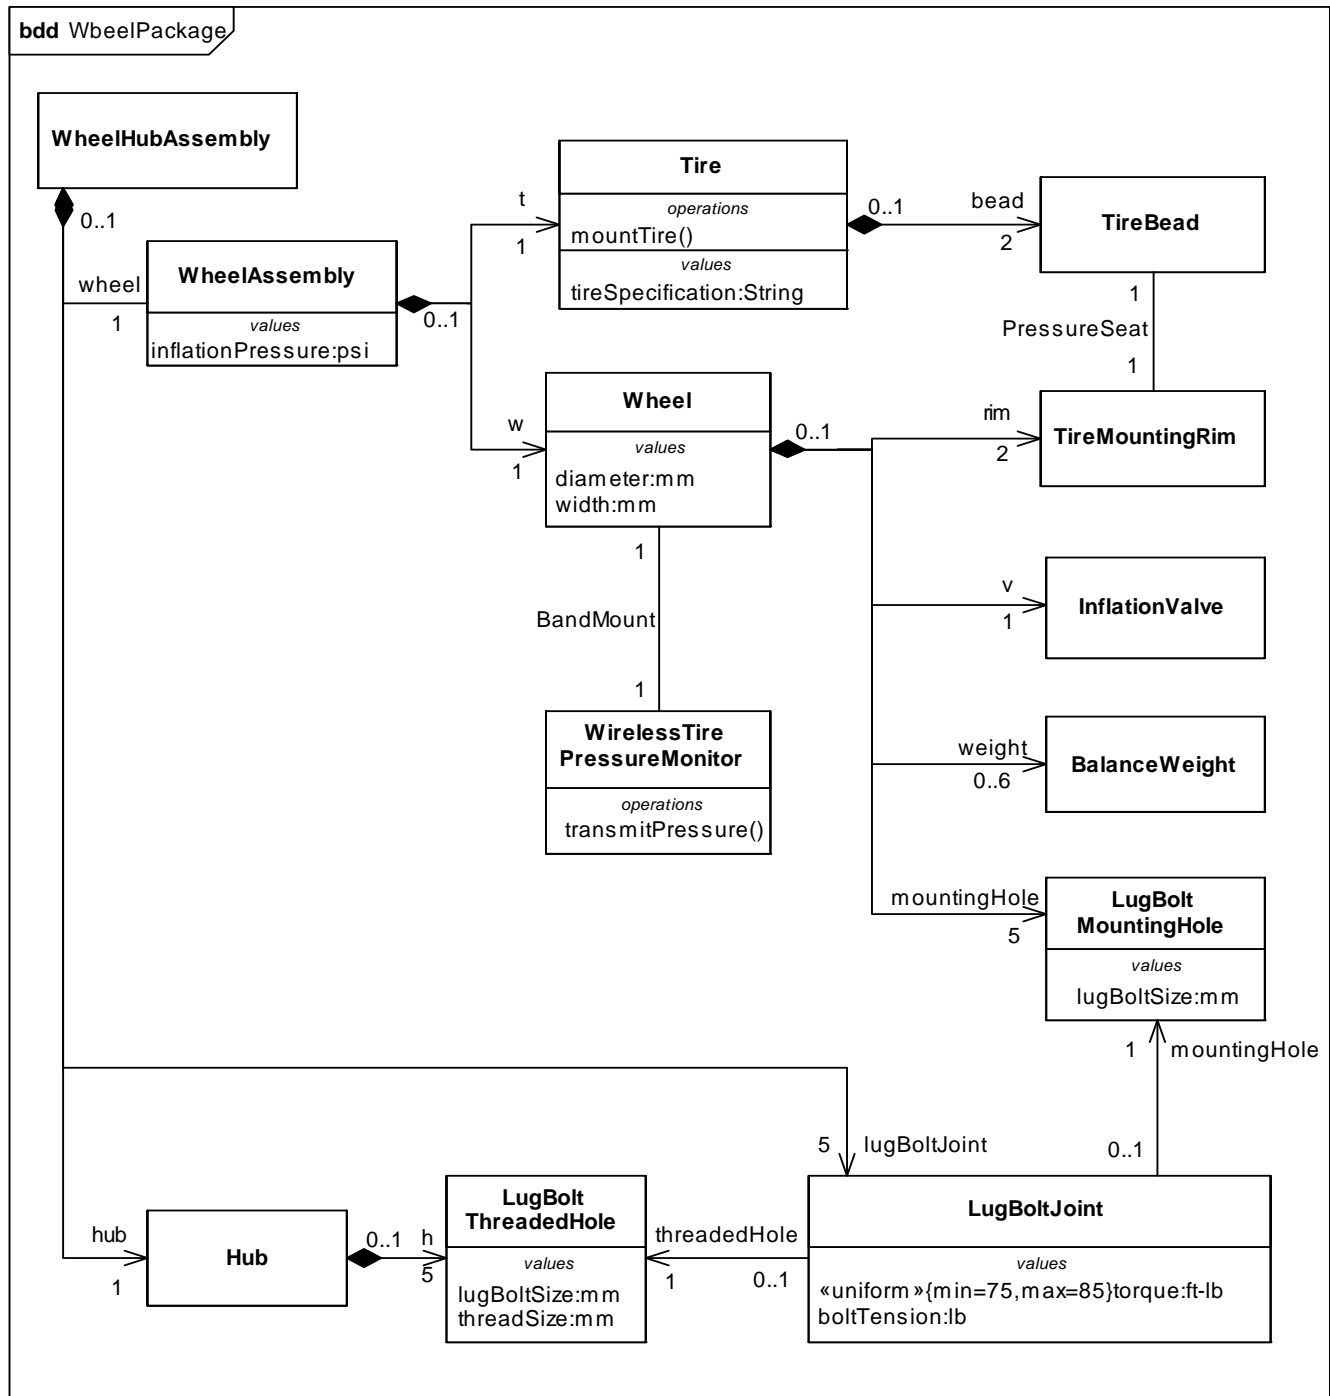 bdd WbeelPackage
WheelHubAssembly
0..1
wheel
1
WheelAssembly
values
inflationPressure:psi
0..1
t
1
Tire
operations
mountTire()
values
tireSpecification:String
0..1
bead
2
TireBead
1
PressureSeat
1
w
1
Wheel
values
diameter:mm
width:mm
0..1
rim
2
TireMountingRim
1
BandMount
1
v
1
InflationValve
WirelessTire
PressureMonitor
operations
transmitPressure()
weight
0..6
BalanceWeight
mountingHole
5
LugBolt
MountingHole
values
lugBoltSize:mm
1
mountingHole
0..1
5
lugBoltJoint
hub
1
Hub
0..1
h
5
LugBolt
ThreadedHole
values
lugBoltSize:mm
threadSize:mm
threadedHole
1
0..1
LugBoltJoint
values
«uniform»{min=75,max=85}torque:ft-lb
boltTension:lb